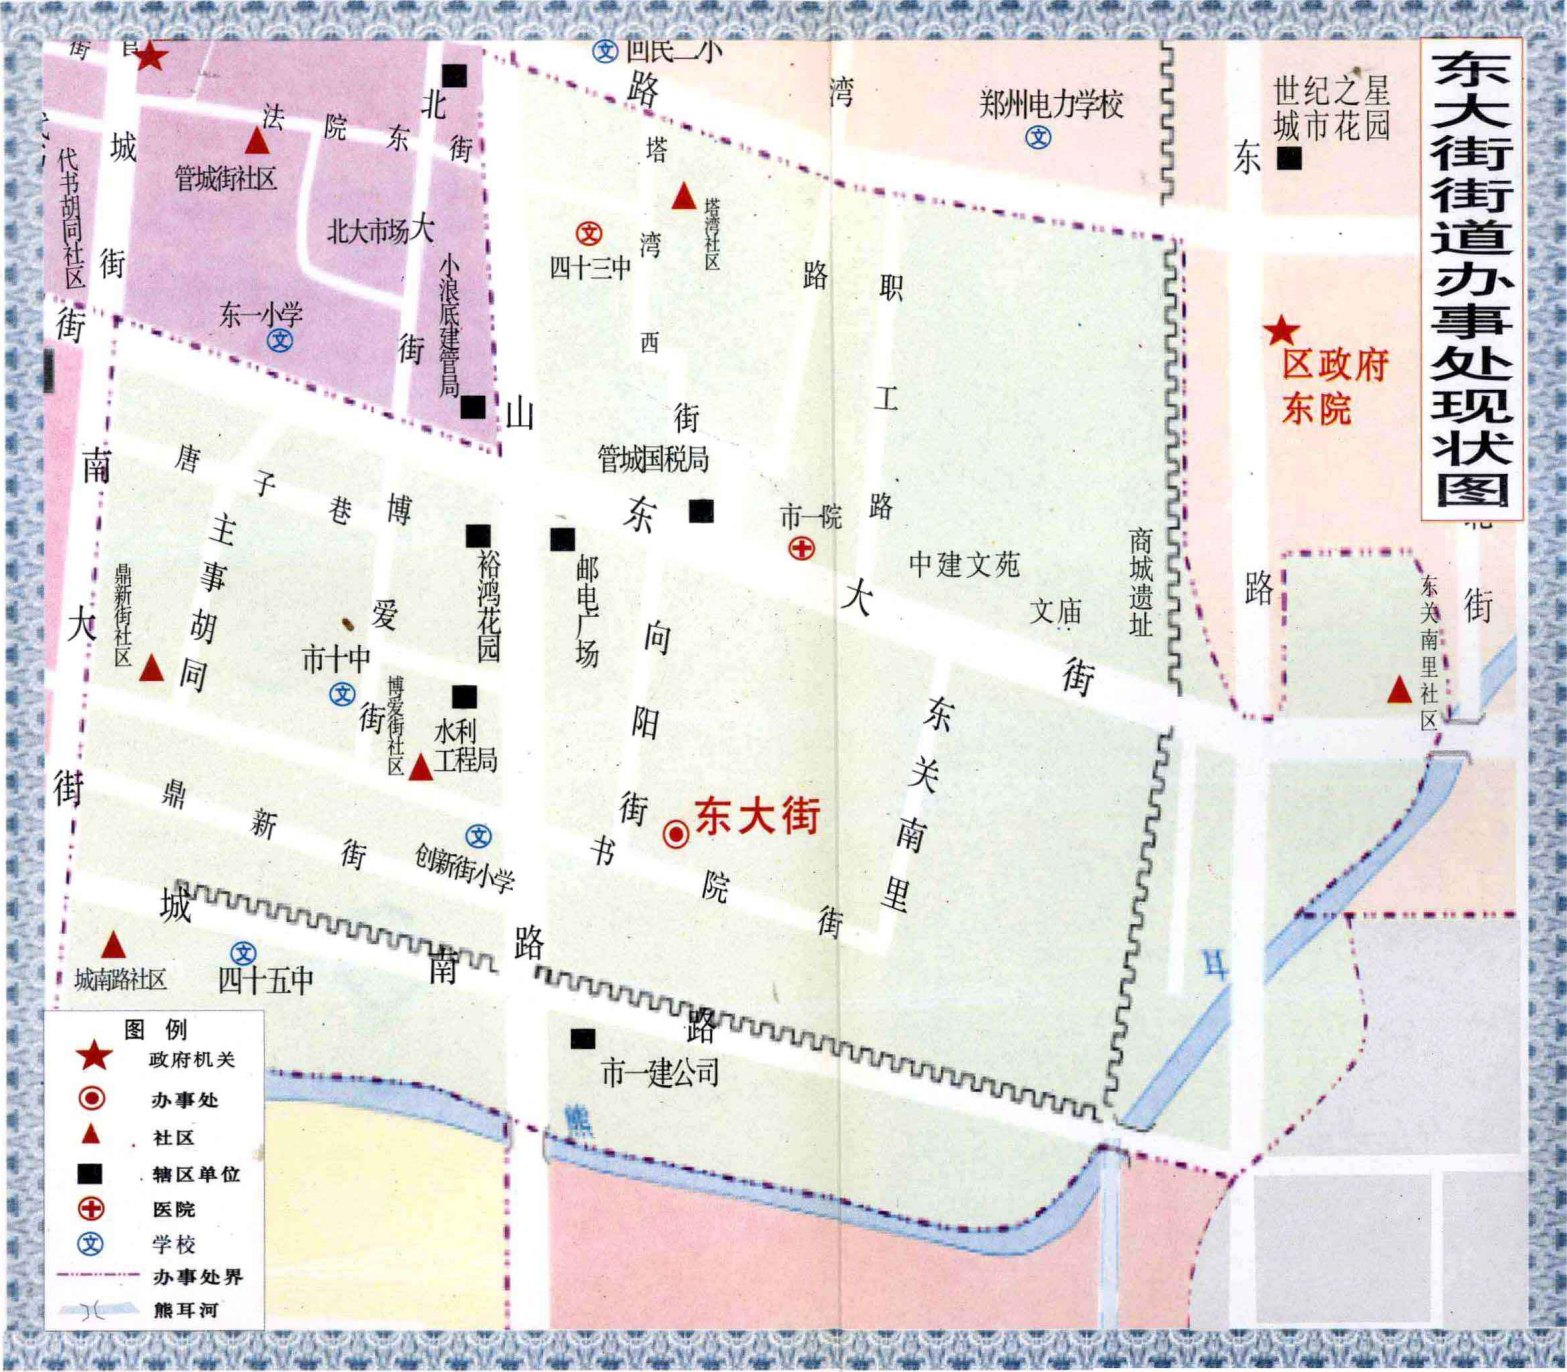 东大街街道办事处现状图
回民二小
郑州电力学校
世纪之星
城市花园
法院东街
管城街社区
代书胡同社区
北大街
北大市场
小浪底建管局
东一小学
城街
街
塔湾西街
塔湾社区
四十三中
湾路
职工路
东路
区政府
东院
南大街
唐子巷
主事胡同
鼎新街社区
博爱街
市十中
博爱街社区
裕鸿花园
邮电广场
水利
工程局
山路
管城国税局
市一院
中建文苑
文庙
商城遗址
东大街
向阳街
东大街
东关南里
东关南里社区
街
鼎新街
创新街小学
书院街
城南路
城南路社区
四十五中
市一建公司
熊耳
图例
政府机关
办事处
社区
辖区单位
医院
学校
办事处界
熊耳河